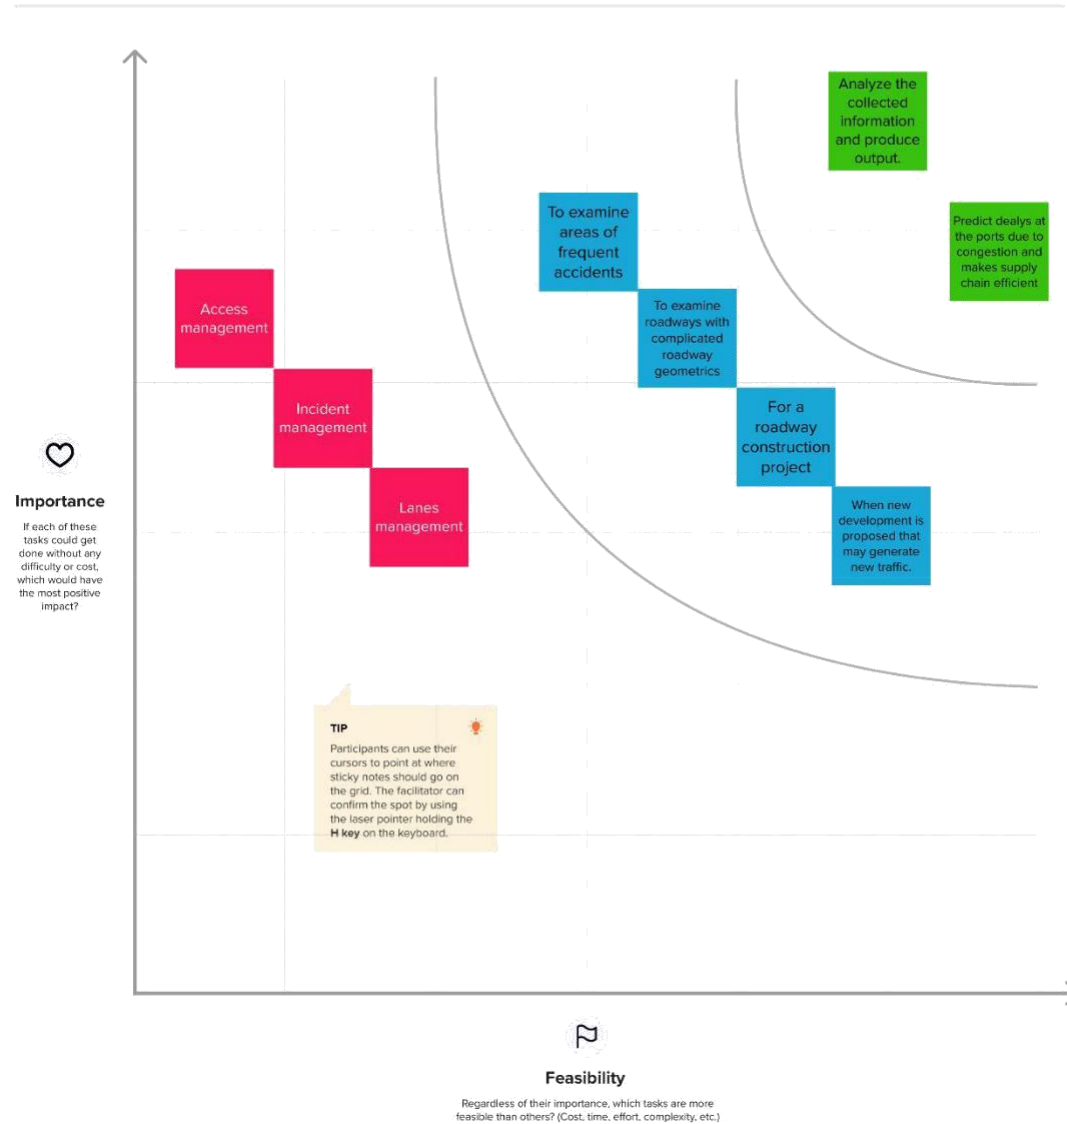 Analyze the
collected
information
and produce
output.
Predict dealys at
the ports due to
congestion and
makes supply
chain efficient
To examine
areas of
frequent
accidents
To examine
roadways with
complicated
roadway
geometrics
For a
roadway
construction
project
When new
development is
proposed that
may generate
new traffic.
Access
management
Incident
management
Lanes
management
Importance
If each of these
tasks could get
done without any
difficulty or cost,
which would have
the most positive
impact?
TIP
Participants can use their
cursors to point at where
sticky notes should go on
the grid. The facilitator can
confirm the spot by using
the laser pointer holding the
H key on the keyboard.
Feasibility
Regardless of their importance, which tasks are more
feasible than others? (Cost, time, effort, complexity, etc.)